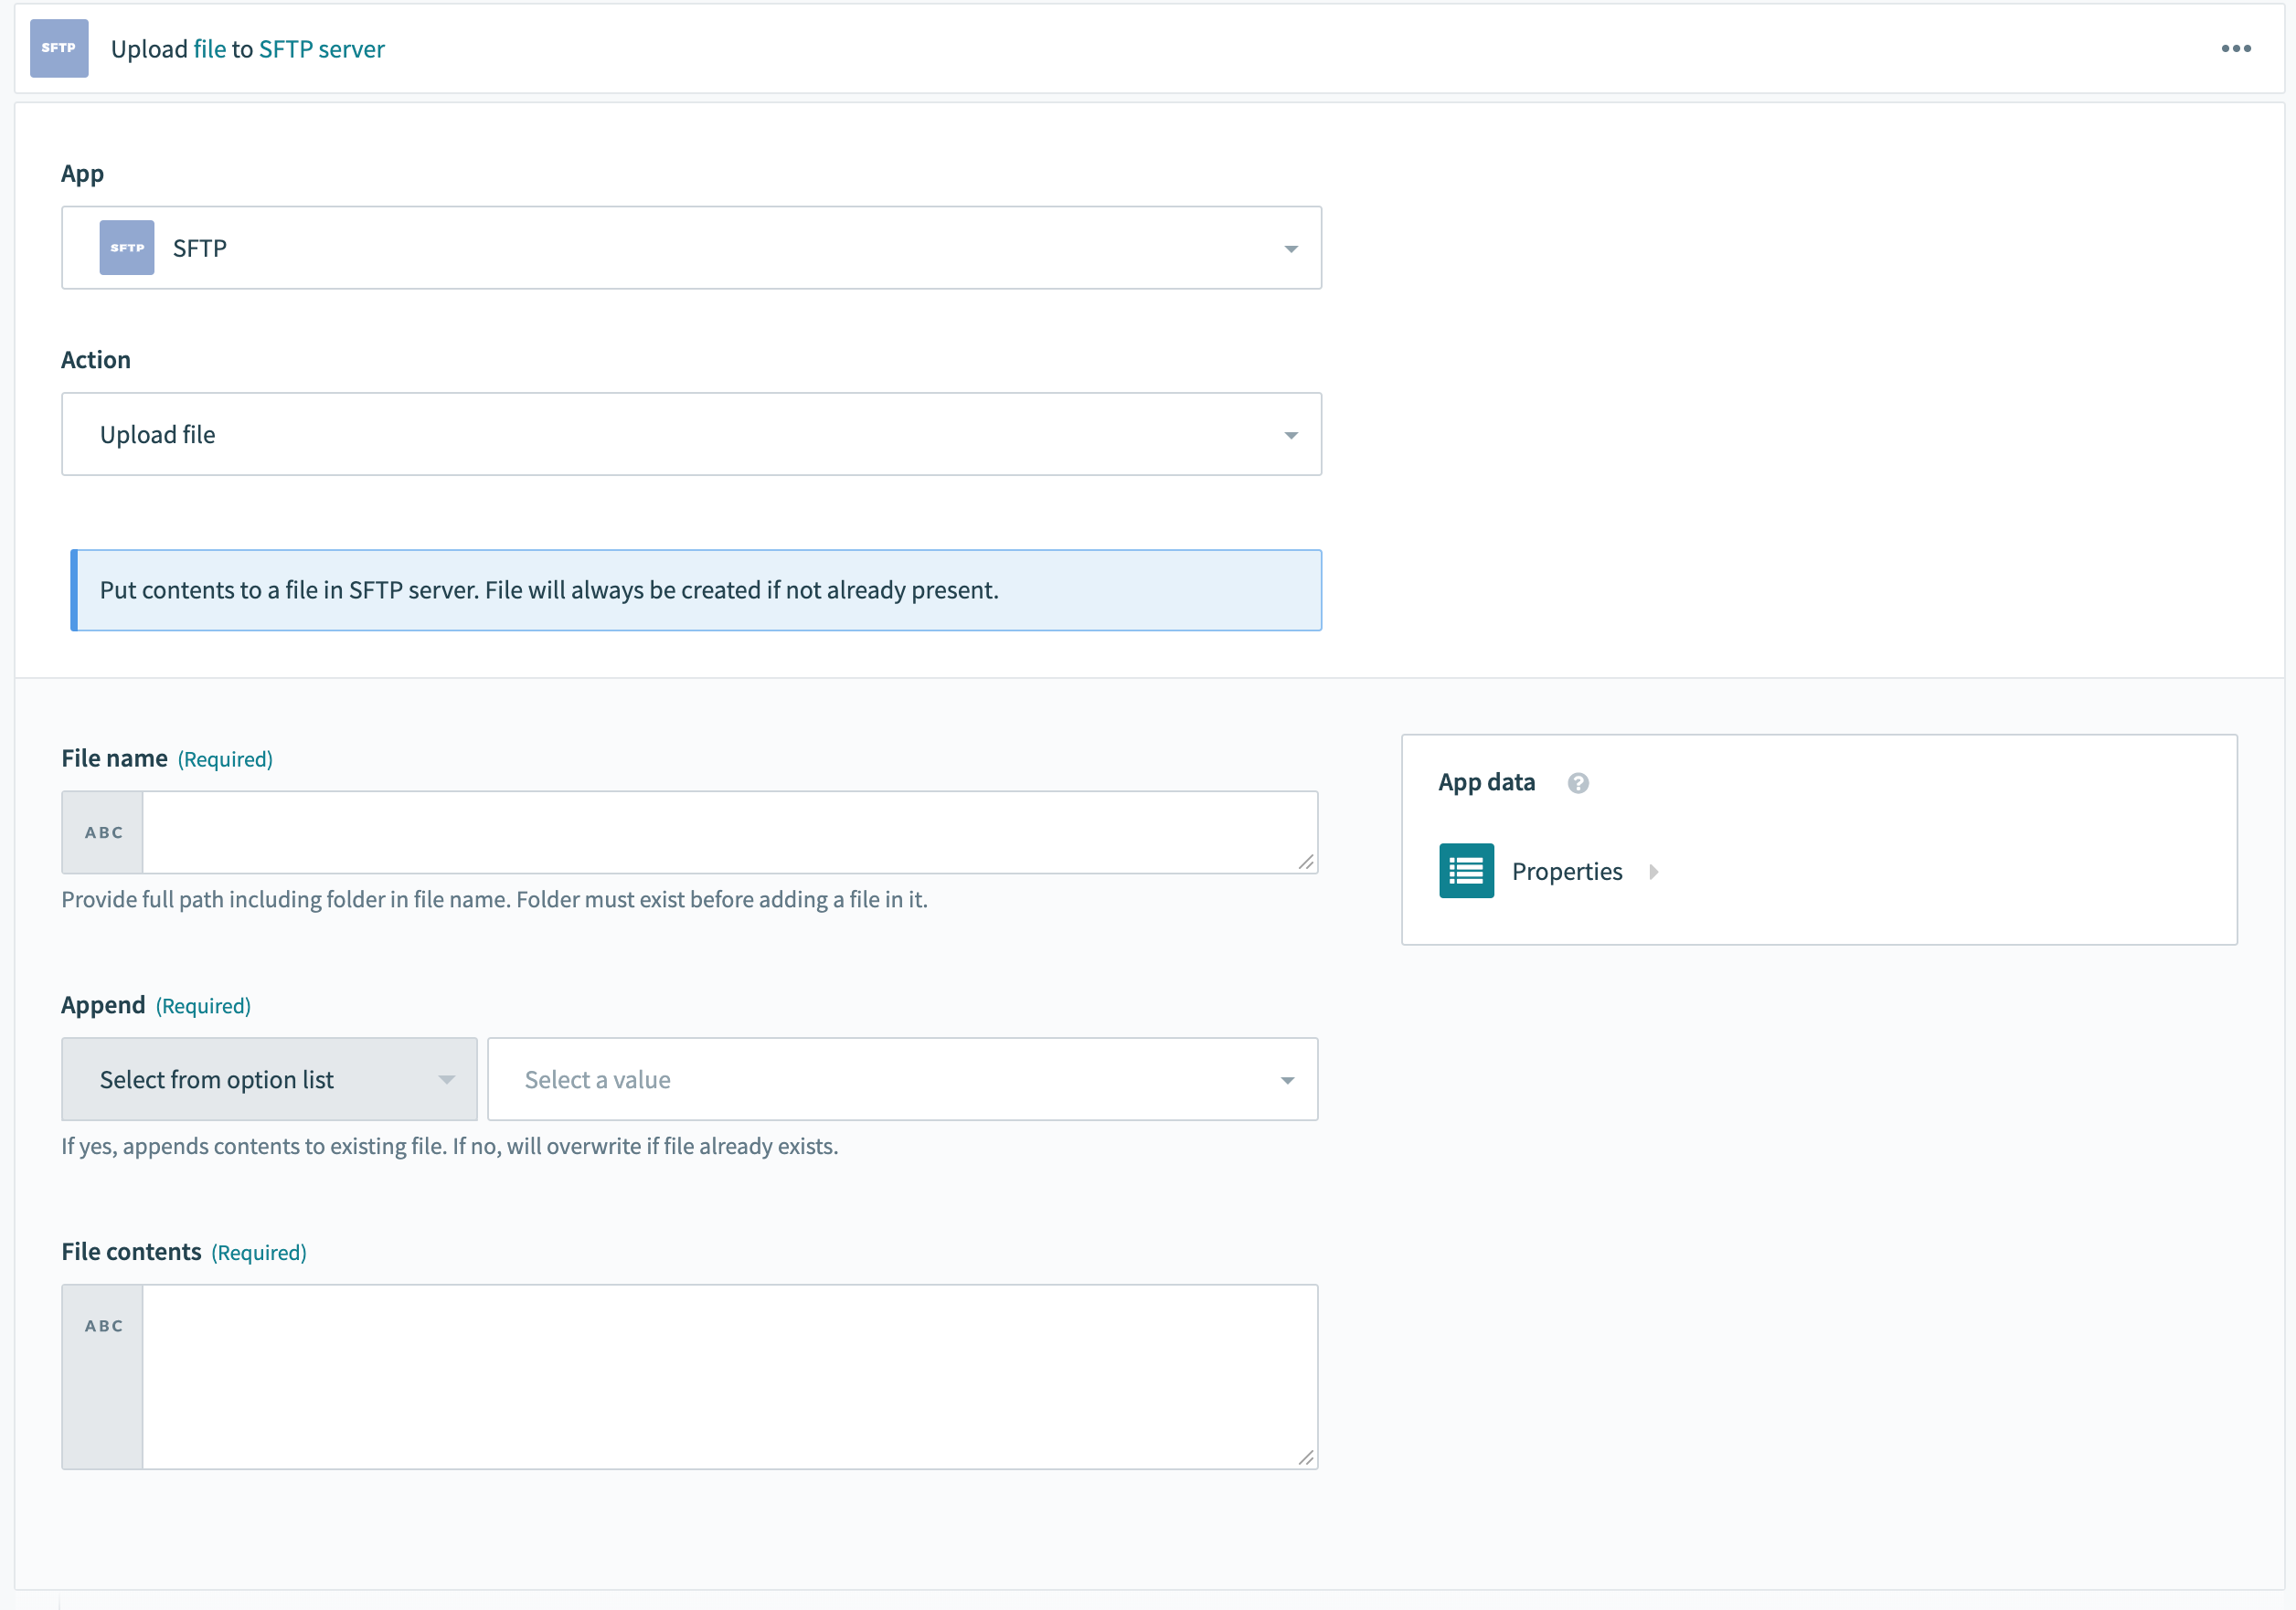 SFTP
Upload file to SFTP server
App
SFTP
SFTP
Action
Upload file
Put contents to a file in SFTP server. File will always be created if not already present.
File name (Required)
ABC
Provide full path including folder in file name. Folder must exist before adding a file in it.
App data ?
Properties
Append (Required)
Select from option list
Select a value
If yes, appends contents to existing file. If no, will overwrite if file already exists.
File contents (Required)
ABC